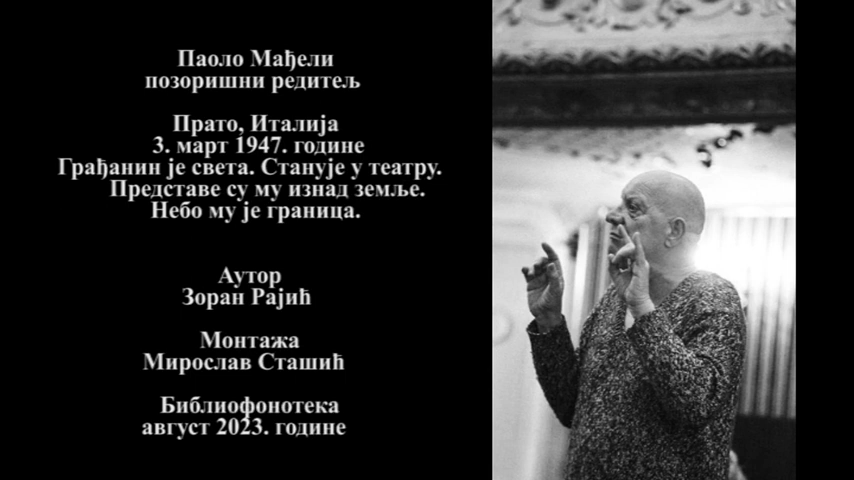 Паоло Мађели
позоришни редитељ
Прато, Италија
3. март 1947. године
Грађанин је света. Станује у театру.
Представе су му изнад земље.
Небо му је граница.
Аутор
Зоран Рајић
Монтажа
Мирослав Сташић
Библиофонотека
август 2023. године